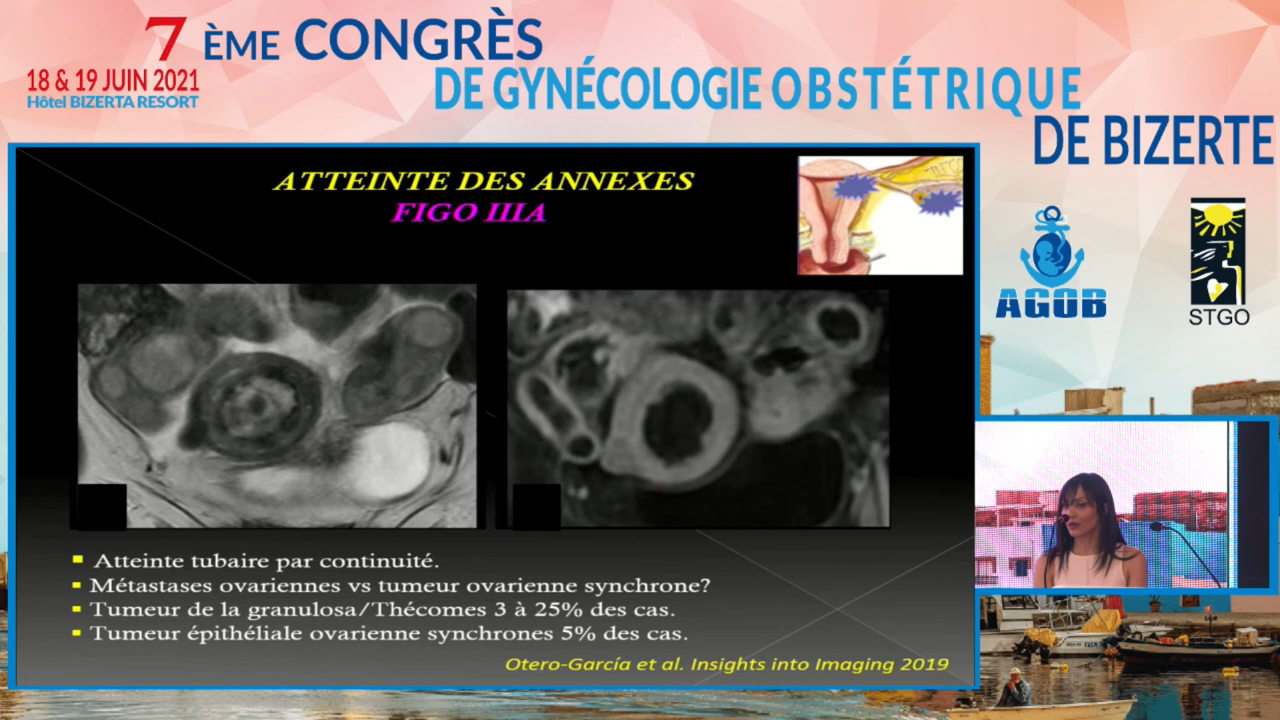 7 ÈME CONGRÈS
18 & 19 JUIN 2021
Hôtel BIZERTA RESORT
DE GYNÉCOLOGIE OBSTÉTRIQUE
DE BIZERTE
ATTEINTE DES ANNEXES
FIGO IIIA
AGOB
STGO
Atteinte tubaire par continuité.
Métastases ovariennes vs tumeur ovarienne synchrone?
Tumeur de la granulosa/Thécomes 3 à 25% des cas.
Tumeur épithéliale ovarienne synchrones 5% des cas.
Otero-García et al. Insights into Imaging 2019